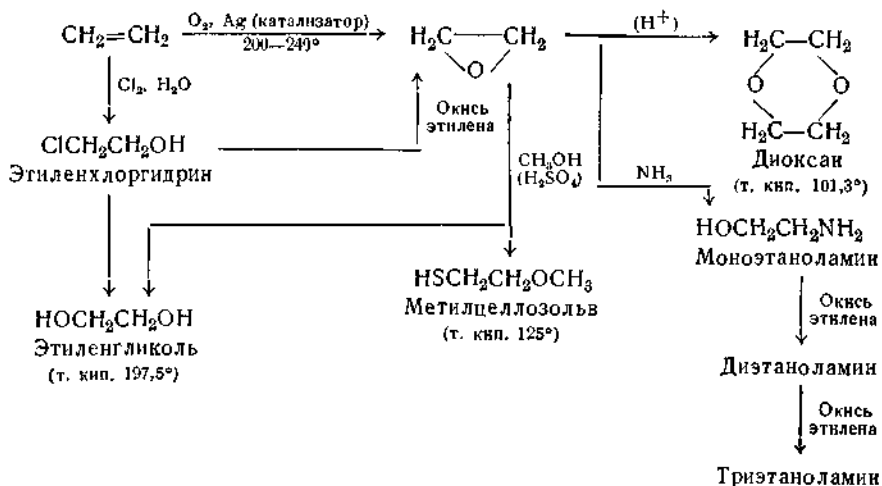 CH₂=CH₂
O₂, Ag (катализатор)
200—240°
H₂C—CH₂
O
(H⁺)
H₂C—CH₂
O O
H₂C—CH₂
Диоксан
(т. кип. 101,3°)
Cl₂, H₂O
Окись
этилена
ClCH₂CH₂OH
Этиленхлоргидрин
CH₃OH
(H₂SO₄)
NH₃
HOCH₂CH₂NH₂
Моноэтаноламин
HSCH₂CH₂OCH₃
Метилцеллозольв
(т. кип. 125°)
HOCH₂CH₂OH
Этиленгликоль
(т. кип. 197,5°)
Окись
этилена
Диэтаноламин
Окись
этилена
Триэтаноламин